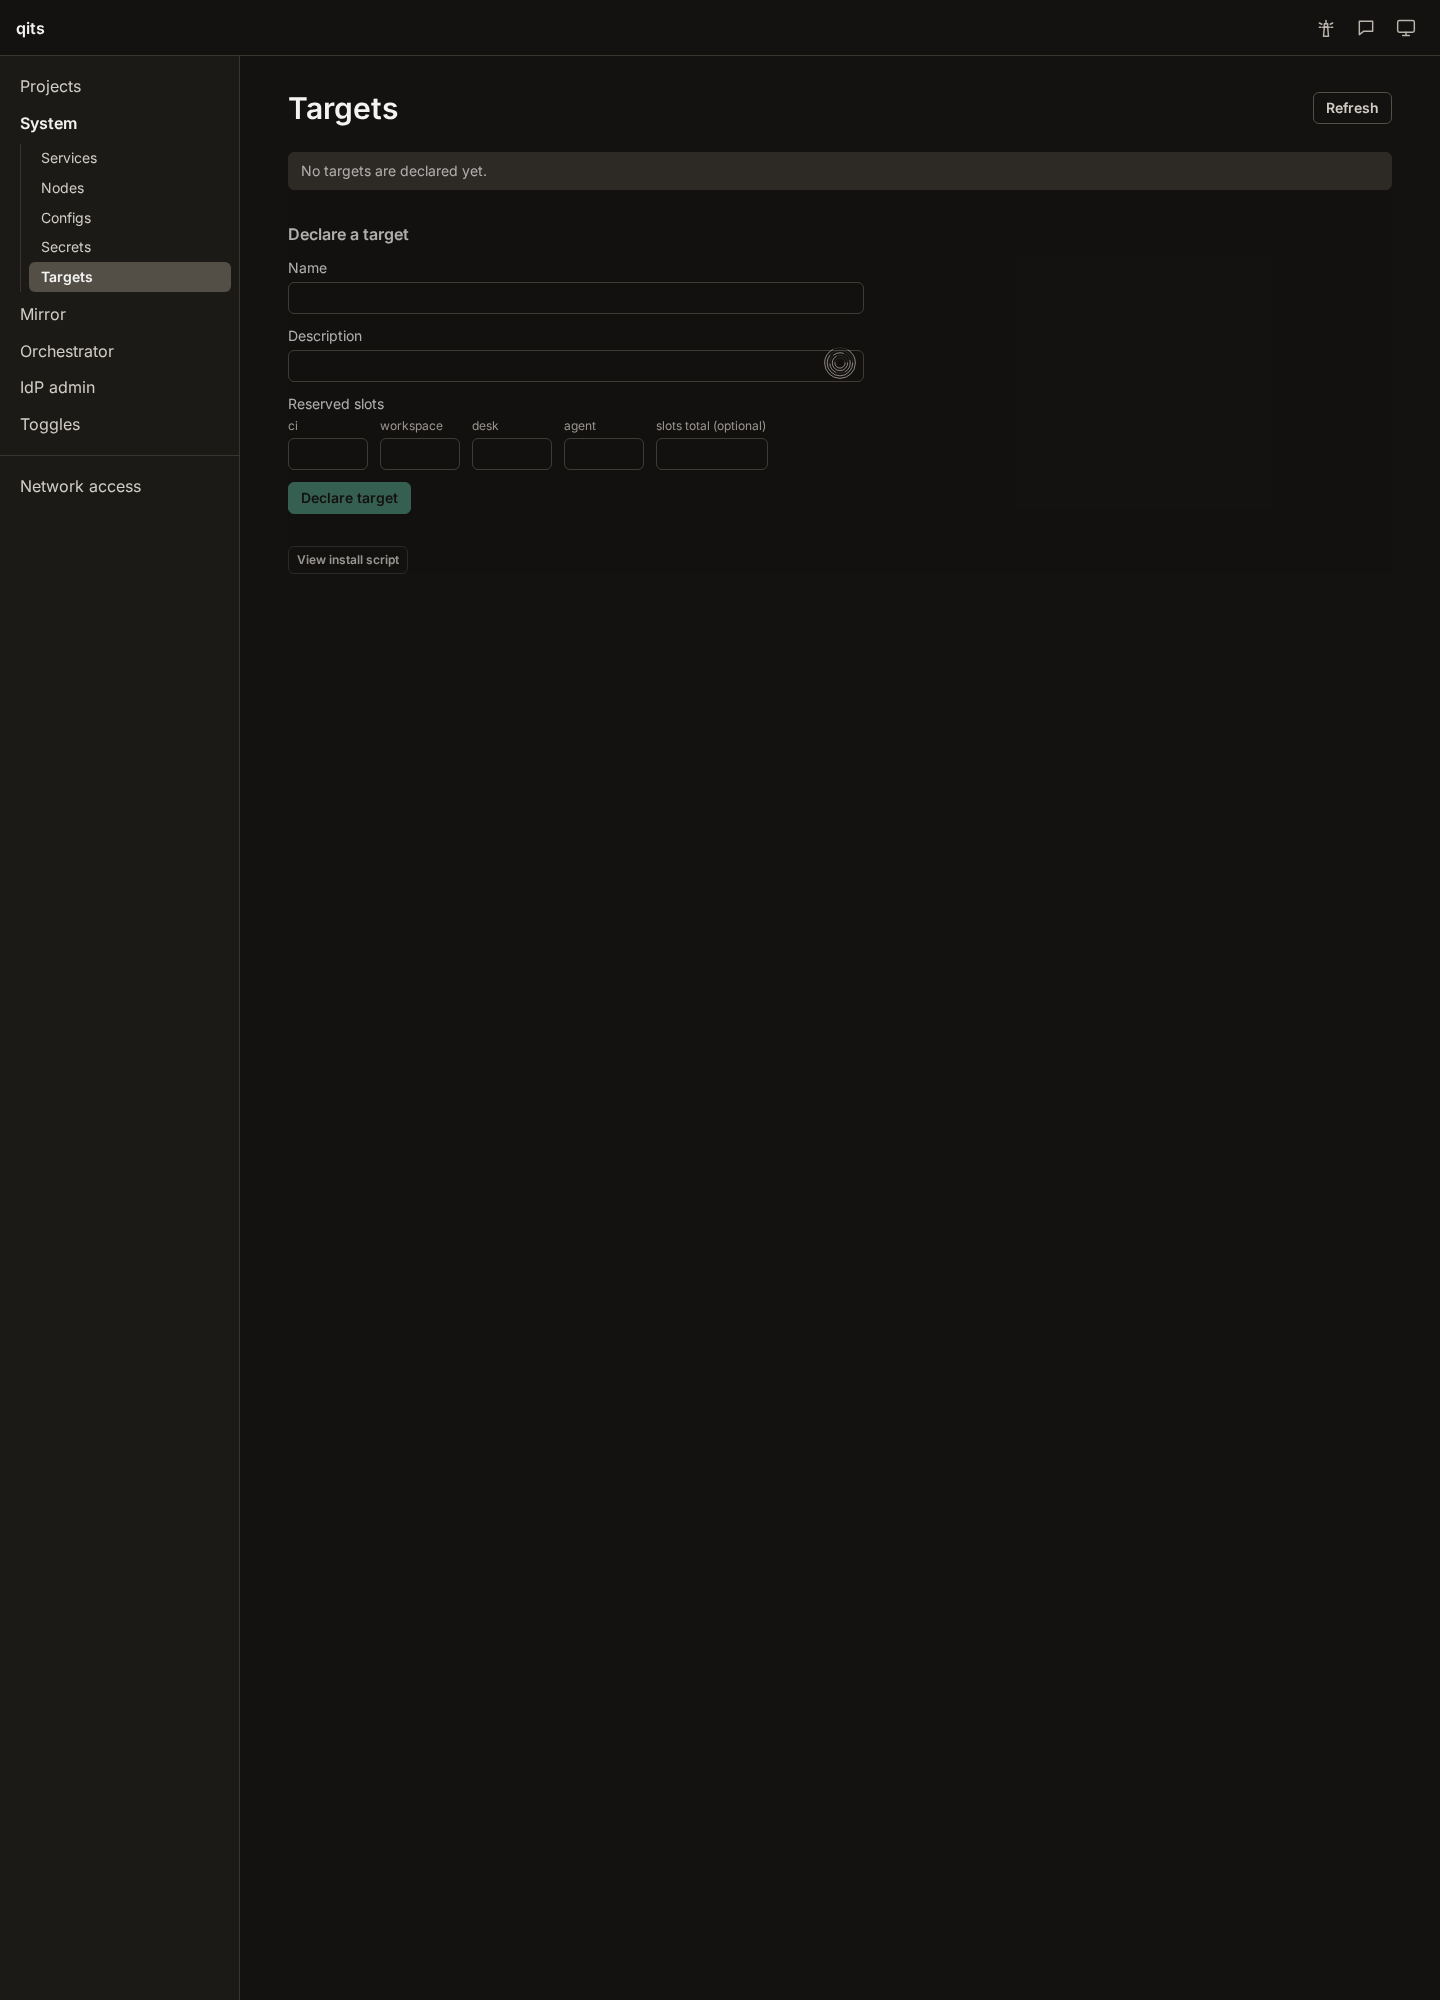 qits
Projects
System
Services
Nodes
Configs
Secrets
Targets
Mirror
Orchestrator
IdP admin
Toggles
Network access
Targets
Refresh
No targets are declared yet.
Declare a target
Name
Description
Reserved slots
ci workspace desk agent slots total (optional)
Declare target
View install script